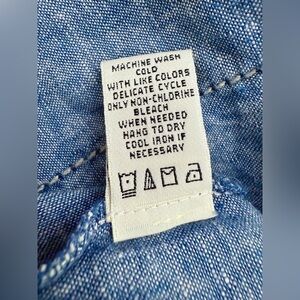 MACHINE WASH
COLD
WITH LIKE COLORS
DELICATE CYCLE
ONLY NON-CHLORINE
BLEACH
WHEN NEEDED
HANG TO DRY
COOL IRON IF
NECESSARY